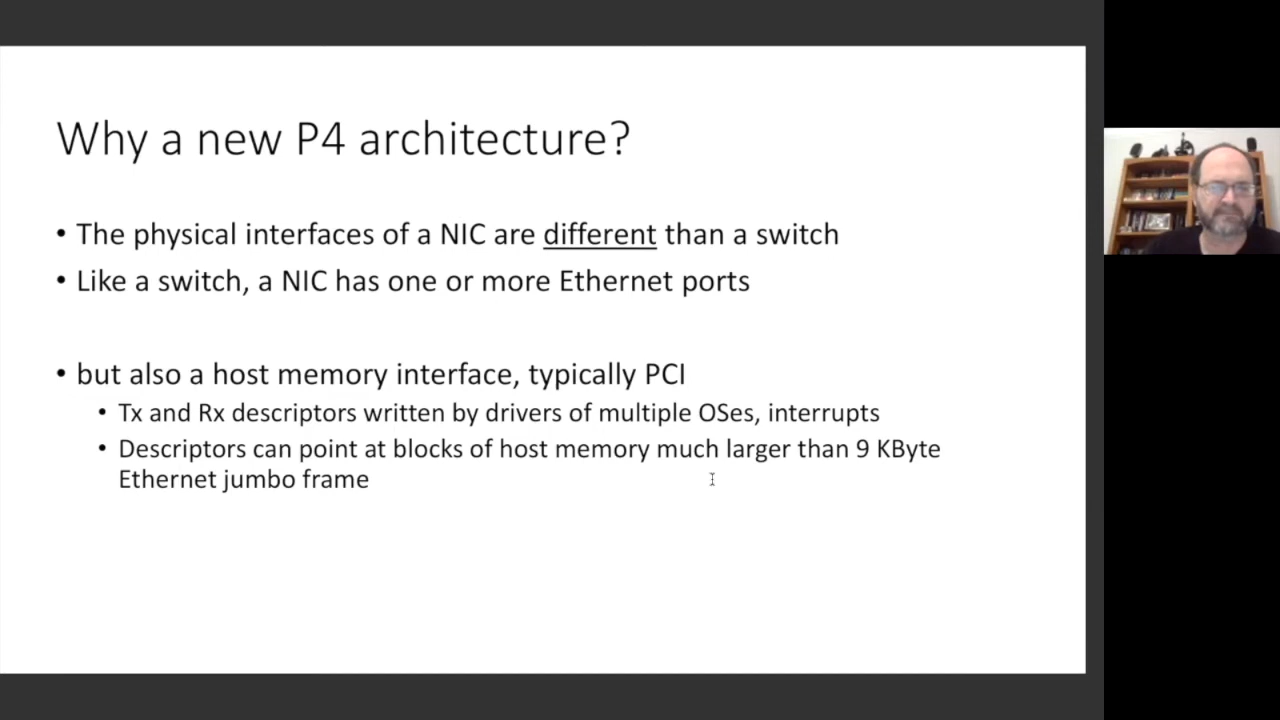 Why a new P4 architecture?
• The physical interfaces of a NIC are different than a switch
• Like a switch, a NIC has one or more Ethernet ports
• but also a host memory interface, typically PCI
• Tx and Rx descriptors written by drivers of multiple OSes, interrupts
• Descriptors can point at blocks of host memory much larger than 9 KByte
Ethernet jumbo frame